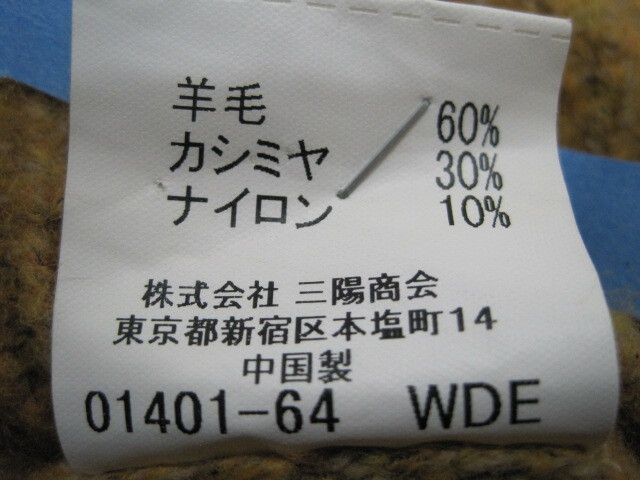 羊毛 60%
カシミヤ 30%
ナイロン 10%
株式会社 三陽商会
東京都新宿区本塩町14
中国製
01401-64 WDE